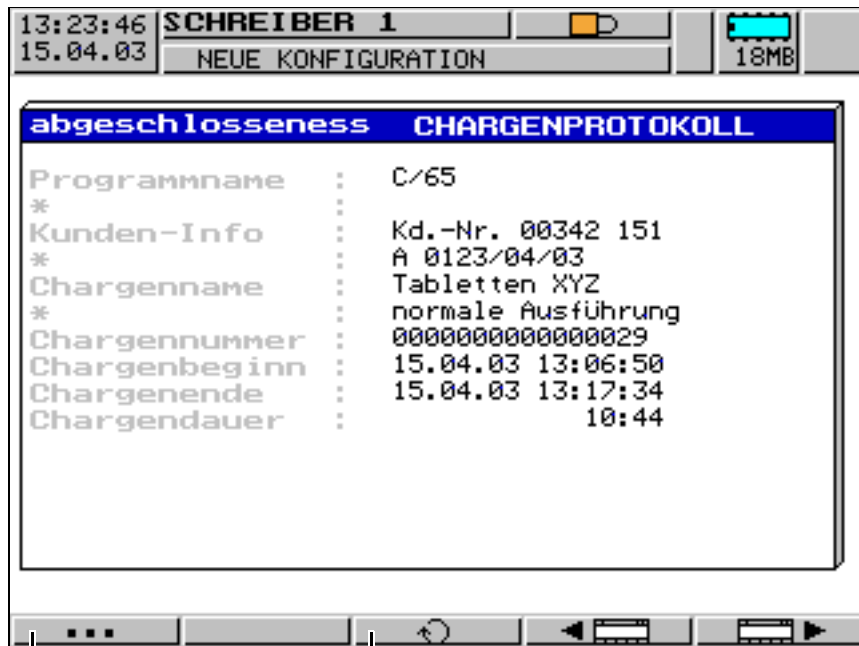 13:23:46 SCHREIBER 1
15.04.03 NEUE KONFIGURATION 18MB
abgeschlosseness CHARGENPROTOKOLL
Programmname : C/65
* :
Kunden-Info : Kd.-Nr. 00342 151
* : A 0123/04/03
Chargenname : Tabletten XYZ
* : normale Ausführung
Chargennummer : 0000000000000029
Chargenbeginn : 15.04.03 13:06:50
Chargenende : 15.04.03 13:17:34
Chargendauer : 10:44
...